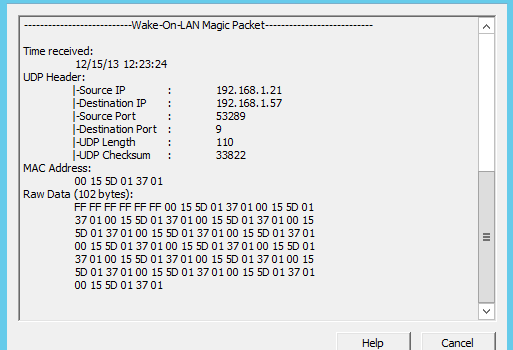 ---------------------------Wake-On-LAN Magic Packet---------------------------
Time received:
12/15/13 12:23:24
UDP Header:
|-Source IP : 192.168.1.21
|-Destination IP : 192.168.1.57
|-Source Port : 53289
|-Destination Port : 9
|-UDP Length : 110
|-UDP Checksum : 33822
MAC Address:
00 15 5D 01 37 01
Raw Data (102 bytes):
FF FF FF FF FF FF 00 15 5D 01 37 01 00 15 5D 01
37 01 00 15 5D 01 37 01 00 15 5D 01 37 01 00 15
5D 01 37 01 00 15 5D 01 37 01 00 15 5D 01 37 01
00 15 5D 01 37 01 00 15 5D 01 37 01 00 15 5D 01
37 01 00 15 5D 01 37 01 00 15 5D 01 37 01 00 15
5D 01 37 01 00 15 5D 01 37 01 00 15 5D 01 37 01
00 15 5D 01 37 01
Help Cancel